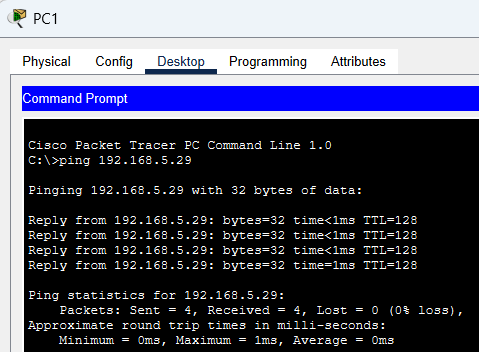 PC1
Physical Config Desktop Programming Attributes
Command Prompt
Cisco Packet Tracer PC Command Line 1.0
C:\>ping 192.168.5.29
Pinging 192.168.5.29 with 32 bytes of data:
Reply from 192.168.5.29: bytes=32 time<1ms TTL=128
Reply from 192.168.5.29: bytes=32 time<1ms TTL=128
Reply from 192.168.5.29: bytes=32 time<1ms TTL=128
Reply from 192.168.5.29: bytes=32 time=1ms TTL=128
Ping statistics for 192.168.5.29:
Packets: Sent = 4, Received = 4, Lost = 0 (0% loss),
Approximate round trip times in milli-seconds:
Minimum = 0ms, Maximum = 1ms, Average = 0ms